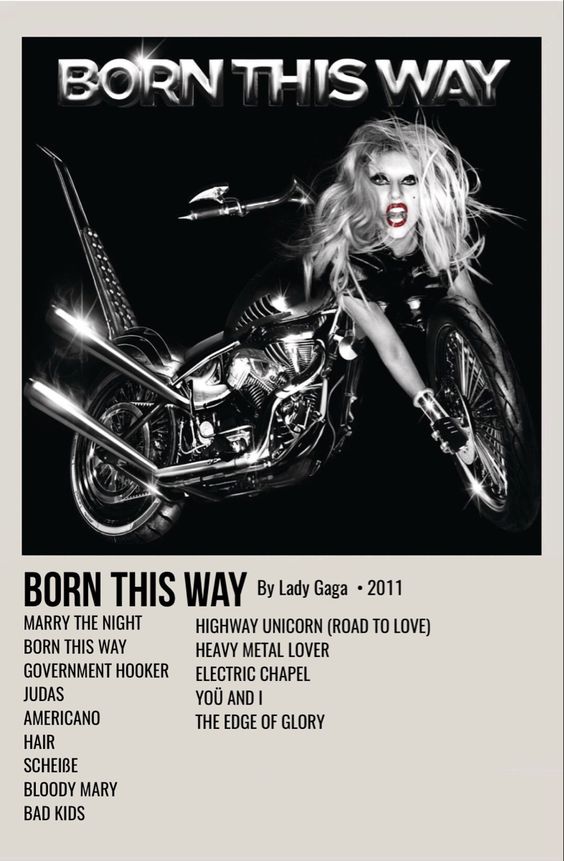 BORN THIS WAY
BORN THIS WAY By Lady Gaga • 2011
MARRY THE NIGHT
BORN THIS WAY
GOVERNMENT HOOKER
JUDAS
AMERICANO
HAIR
SCHEIßE
BLOODY MARY
BAD KIDS
HIGHWAY UNICORN (ROAD TO LOVE)
HEAVY METAL LOVER
ELECTRIC CHAPEL
YOÜ AND I
THE EDGE OF GLORY